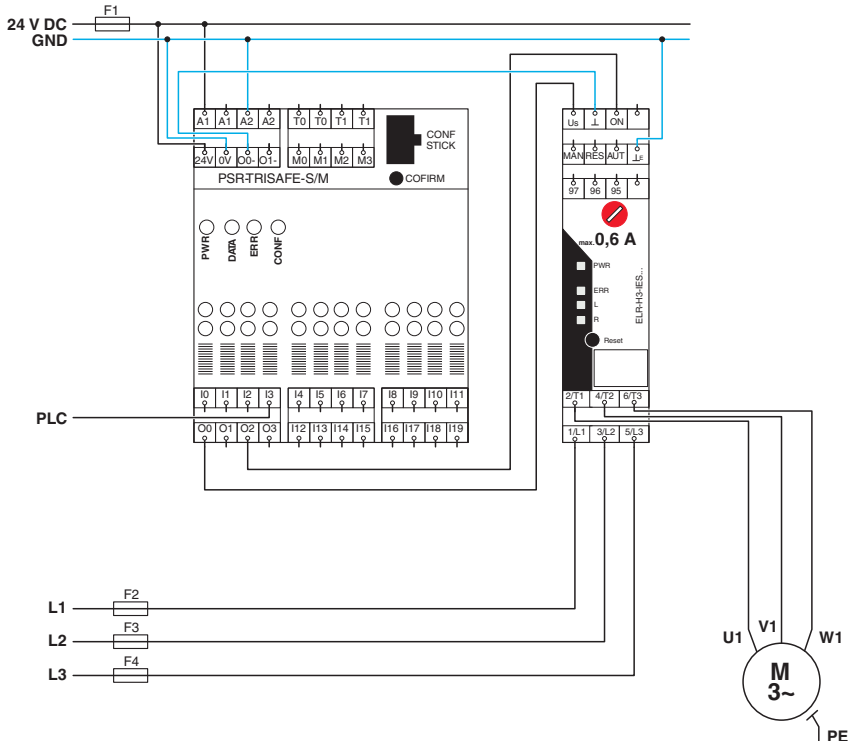 F1
24 V DC
GND
A1 A1 A2 A2 T0 T0 T1 T1
CONF STICK
24V 0V O0- O1- M0 M1 M2 M3
PSR-TRISAFE-S/M
COFIRM
PWR DATA ERR CONF
I0 I1 I2 I3 I4 I5 I6 I7 I8 I9 I10 I11
O0 O1 O2 O3 I12 I13 I14 I15 I16 I17 I18 I19
PLC
Us ⊥ ON
MAN RES AUT ⊥F
97 96 95
max. 0,6 A
PWR
ERR
L
R
ELR-H3-IES...
Reset
2/T1 4/T2 6/T3
1/L1 3/L2 5/L3
F2
L1
F3
L2
F4
L3
U1 V1 W1
M
3~
PE